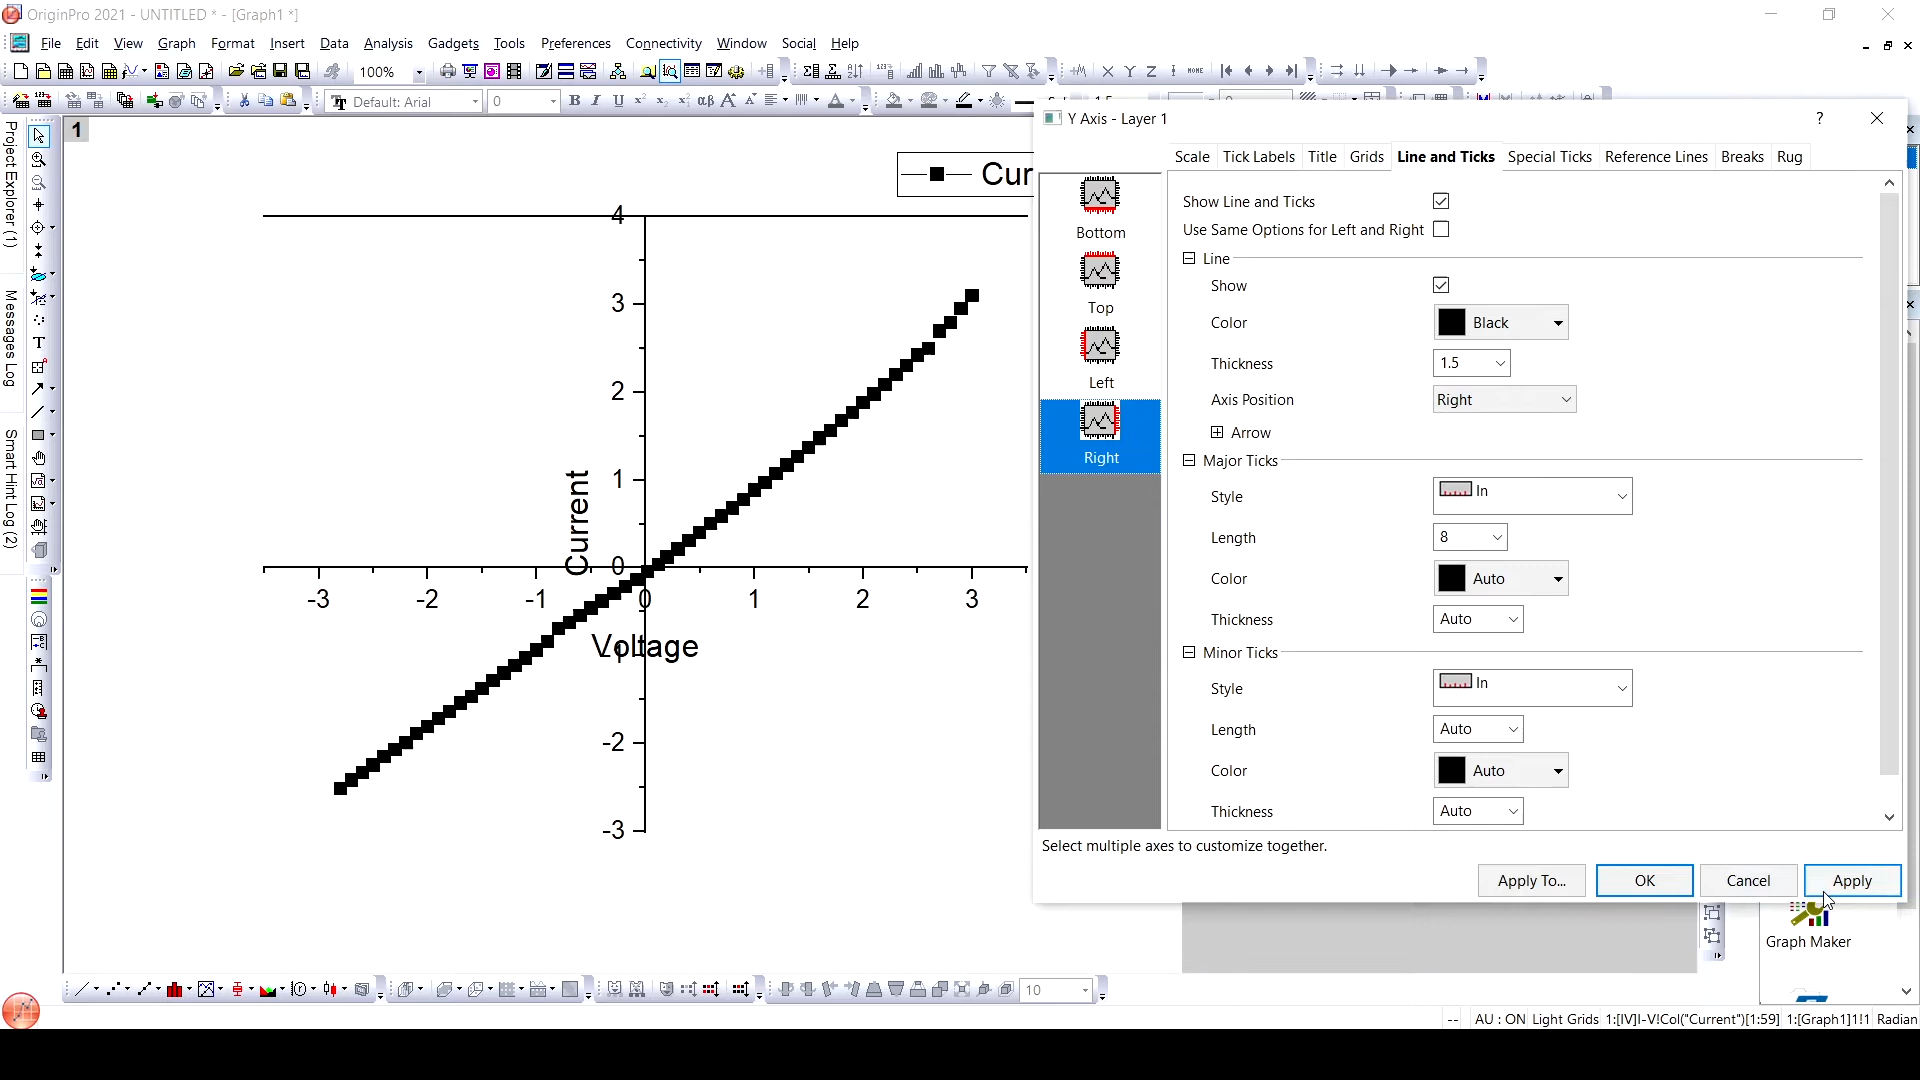 OriginPro 2021 - UNTITLED * - [Graph1 *]
File Edit View Graph Format Insert Data Analysis Gadgets Tools Preferences Connectivity Window Social Help
100%
Default: Arial 0 B I U
1
Project Explorer (1)
Messages Log
Smart Hint Log (2)
Curr
4
3
2
1
0
-1
-2
-3
Current
-3 -2 -1 0 1 2 3
Voltage
Y Axis - Layer 1
Scale Tick Labels Title Grids Line and Ticks Special Ticks Reference Lines Breaks Rug
Bottom
Top
Left
Right
Show Line and Ticks
Use Same Options for Left and Right
Line
Show
Color Black
Thickness 1.5
Axis Position Right
Arrow
Major Ticks
Style In
Length 8
Color Auto
Thickness Auto
Minor Ticks
Style In
Length Auto
Color Auto
Thickness Auto
Select multiple axes to customize together.
Apply To... OK Cancel Apply
Graph Maker
10
-- AU : ON Light Grids 1:[IV]I-V!Col("Current")[1:59] 1:[Graph1]1!1 Radian